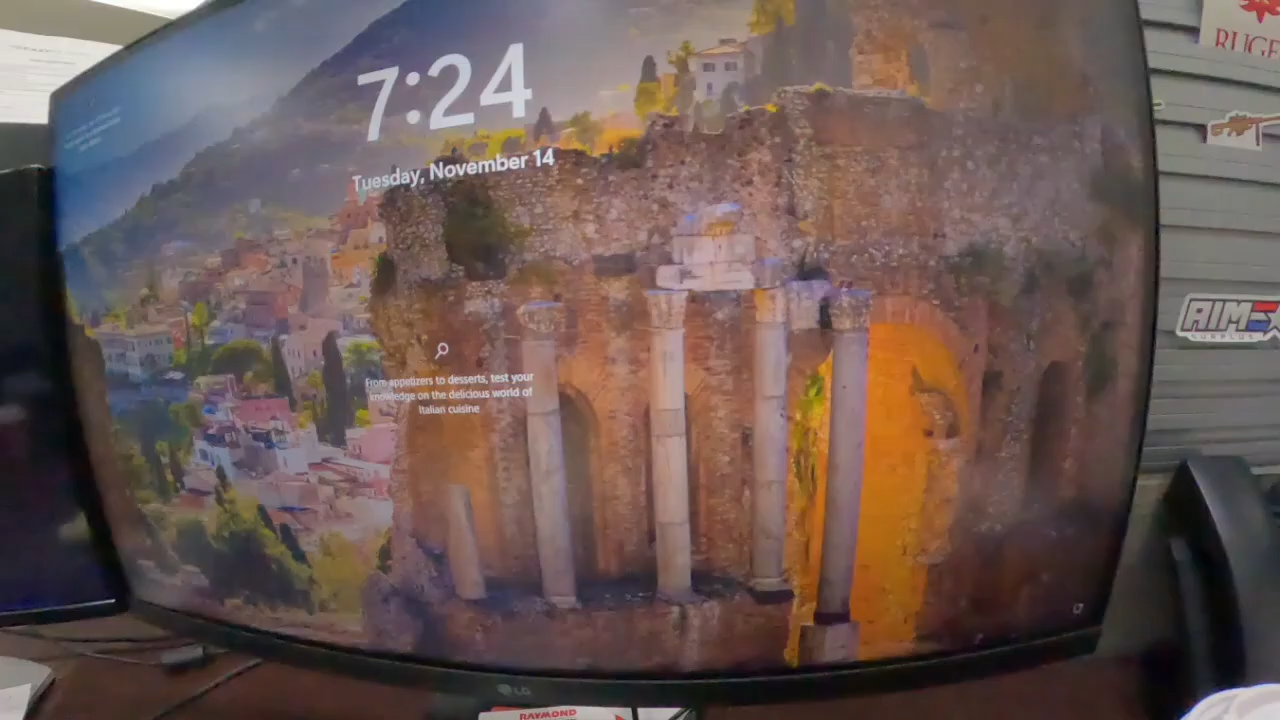 7:24
Tuesday, November 14
From appetizers to desserts, test your
knowledge on the delicious world of
Italian cuisine
LG
RAYMOND
RUGE
AIM
SURPLUS